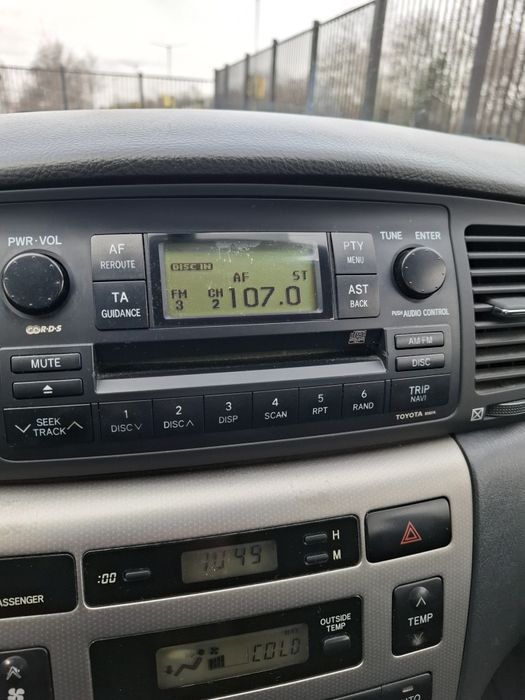 PWR·VOL
AF
REROUTE
TA
GUIDANCE
DISC IN
AF
ST
FM
3
CH
2
107.0
PTY
MENU
AST
BACK
TUNE
ENTER
PUSH AUDIO CONTROL
R·D·S
MUTE
AM·FM
DISC
SEEK
TRACK
1
DISC
2
DISC
3
DISP
4
SCAN
5
RPT
6
RAND
TRIP
NAVI
TOYOTA
:00
10:49
H
M
ASSENGER
OUTSIDE
TEMP
COLD
TEMP